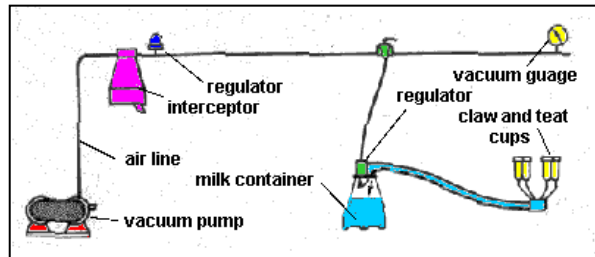 regulator
interceptor
vacuum guage
regulator
claw and teat
cups
air line
milk container
vacuum pump